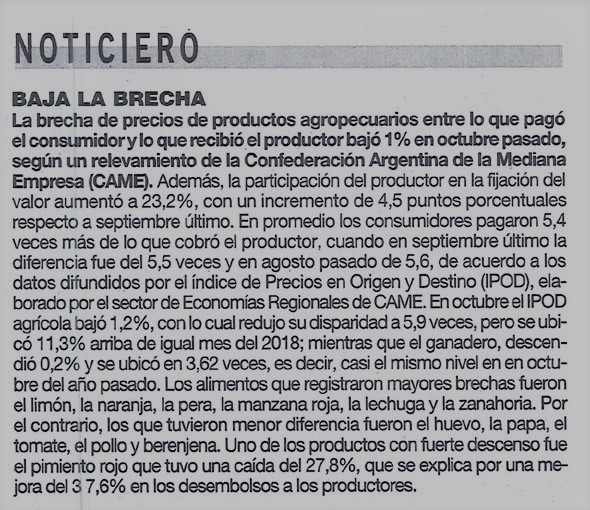 NOTICIERO
BAJA LA BRECHA
La brecha de precios de productos agropecuarios entre lo que pagó
el consumidor y lo que recibió el productor bajó 1% en octubre pasado,
según un relevamiento de la Confederación Argentina de la Mediana
Empresa (CAME). Además, la participación del productor en la fijación del
valor aumentó a 23,2%, con un incremento de 4,5 puntos porcentuales
respecto a septiembre último. En promedio los consumidores pagaron 5,4
veces más de lo que cobró el productor, cuando en septiembre último la
diferencia fue del 5,5 veces y en agosto pasado de 5,6, de acuerdo a los
datos difundidos por el índice de Precios en Origen y Destino (IPOD), ela-
borado por el sector de Economías Regionales de CAME. En octubre el IPOD
agrícola bajó 1,2%, con lo cual redujo su disparidad a 5,9 veces, pero se ubi-
có 11,3% arriba de igual mes del 2018; mientras que el ganadero, descen-
dió 0,2% y se ubicó en 3,62 veces, es decir, casi el mismo nivel en en octu-
bre del año pasado. Los alimentos que registraron mayores brechas fueron
el limón, la naranja, la pera, la manzana roja, la lechuga y la zanahoria. Por
el contrario, los que tuvieron menor diferencia fueron el huevo, la papa, el
tomate, el pollo y berenjena. Uno de los productos con fuerte descenso fue
el pimiento rojo que tuvo una caída del 27,8%, que se explica por una me-
jora del 3 7,6% en los desembolsos a los productores.